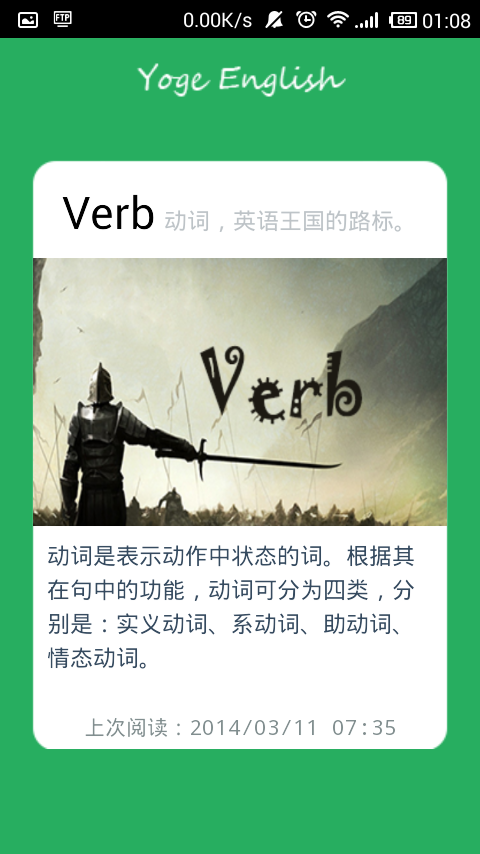 FTP 0.00K/s 89 01:08
Yoge English
Verb 动词，英语王国的路标。
Verb
动词是表示动作中状态的词。根据其
在句中的功能，动词可分为四类，分
别是：实义动词、系动词、助动词、
情态动词。
上次阅读：2014/03/11 07:35